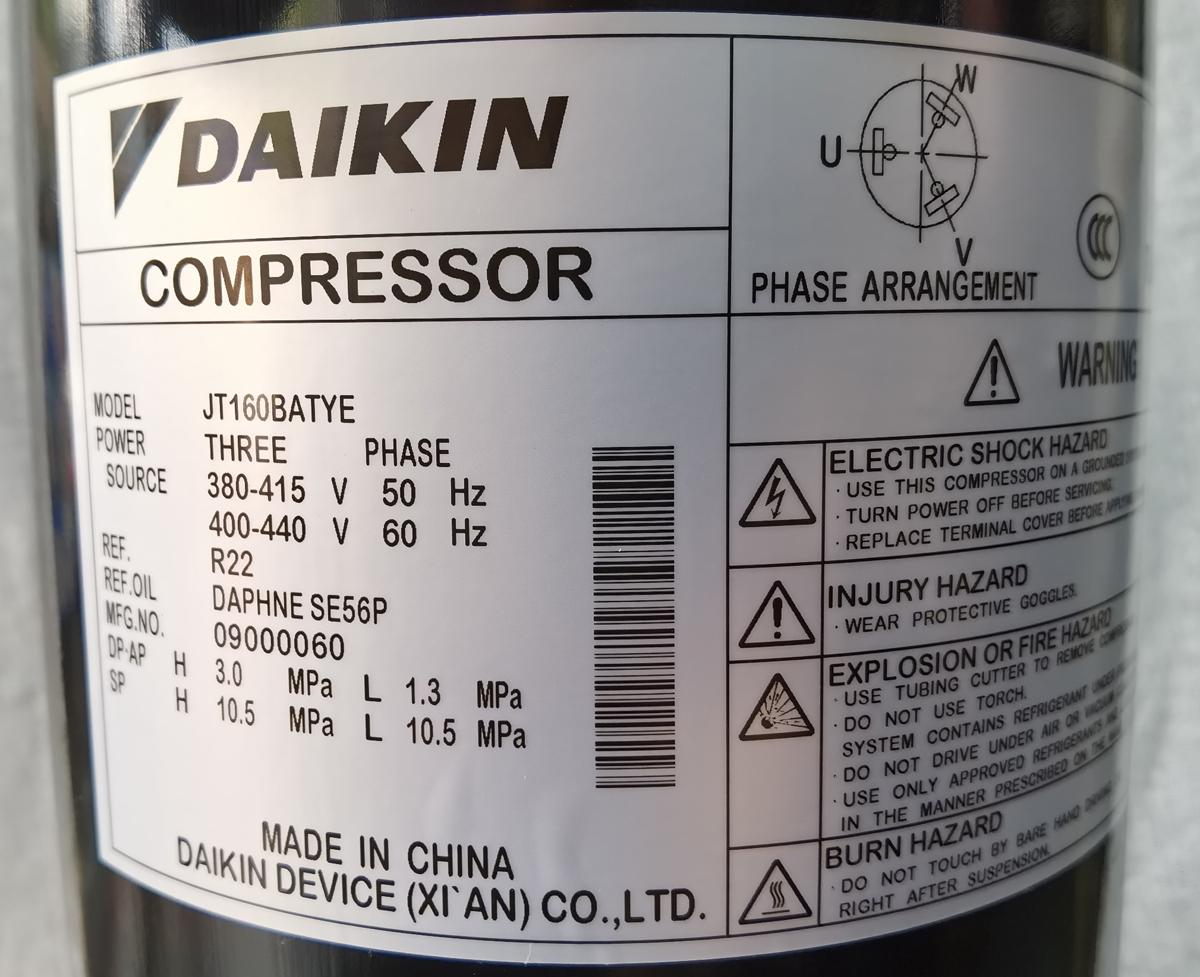 DAIKIN
COMPRESSOR
MODEL JT160BATYE
POWER SOURCE THREE PHASE
380-415 V 50 Hz
400-440 V 60 Hz
REF. R22
REF.OIL DAPHNE SE56P
MFG.NO. 09000060
DP-AP H 3.0 MPa L 1.3 MPa
SP H 10.5 MPa L 10.5 MPa
MADE IN CHINA
DAIKIN DEVICE (XI`AN) CO.,LTD.
W
U
V
PHASE ARRANGEMENT
CCC
WARNING
ELECTRIC SHOCK HAZARD
· USE THIS COMPRESSOR ON A GROUNDED
· TURN POWER OFF BEFORE SERVICING.
· REPLACE TERMINAL COVER BEFORE
INJURY HAZARD
· WEAR PROTECTIVE GOGGLES.
EXPLOSION OR FIRE HAZARD
· USE TUBING CUTTER TO REMOVE
· DO NOT USE TORCH.
SYSTEM CONTAINS REFRIGERANT UNDER
· DO NOT DRIVE UNDER AIR OR VACUUM
· USE ONLY APPROVED REFRIGERANTS
IN THE MANNER PRESCRIBED ON THE
BURN HAZARD
· DO NOT TOUCH BY BARE HAND
RIGHT AFTER SUSPENSION.